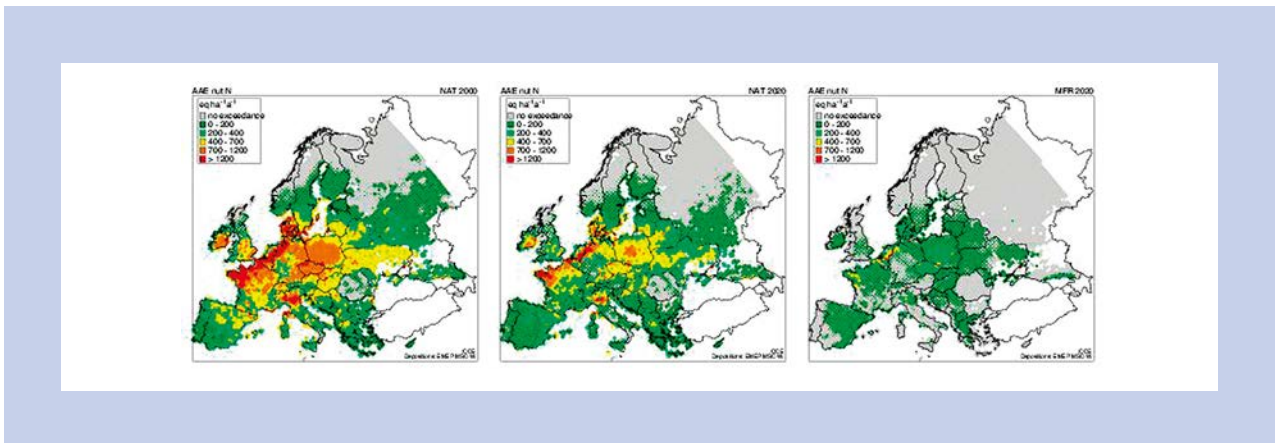 AAE nut N NAT 2000
eq ha⁻¹a⁻¹
no exceedance
0 - 200
200 - 400
400 - 700
700 - 1200
> 1200
CCE
AAE nut N NAT 2020
eq ha⁻¹a⁻¹
no exceedance
0 - 200
200 - 400
400 - 700
700 - 1200
> 1200
CCE
AAE nut N MFR 2020
eq ha⁻¹a⁻¹
no exceedance
0 - 200
200 - 400
400 - 700
700 - 1200
> 1200
CCE